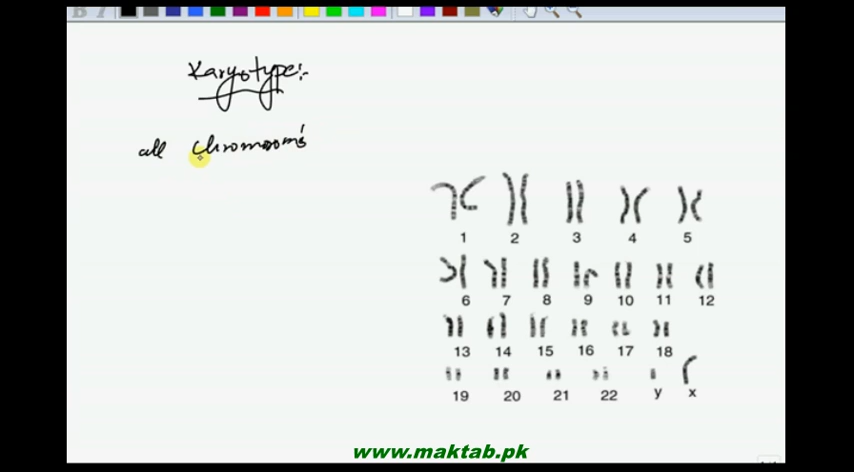 Karyotype:-
all chromosom's
1 2 3 4 5
6 7 8 9 10 11 12
13 14 15 16 17 18
19 20 21 22 y x
www.maktab.pk